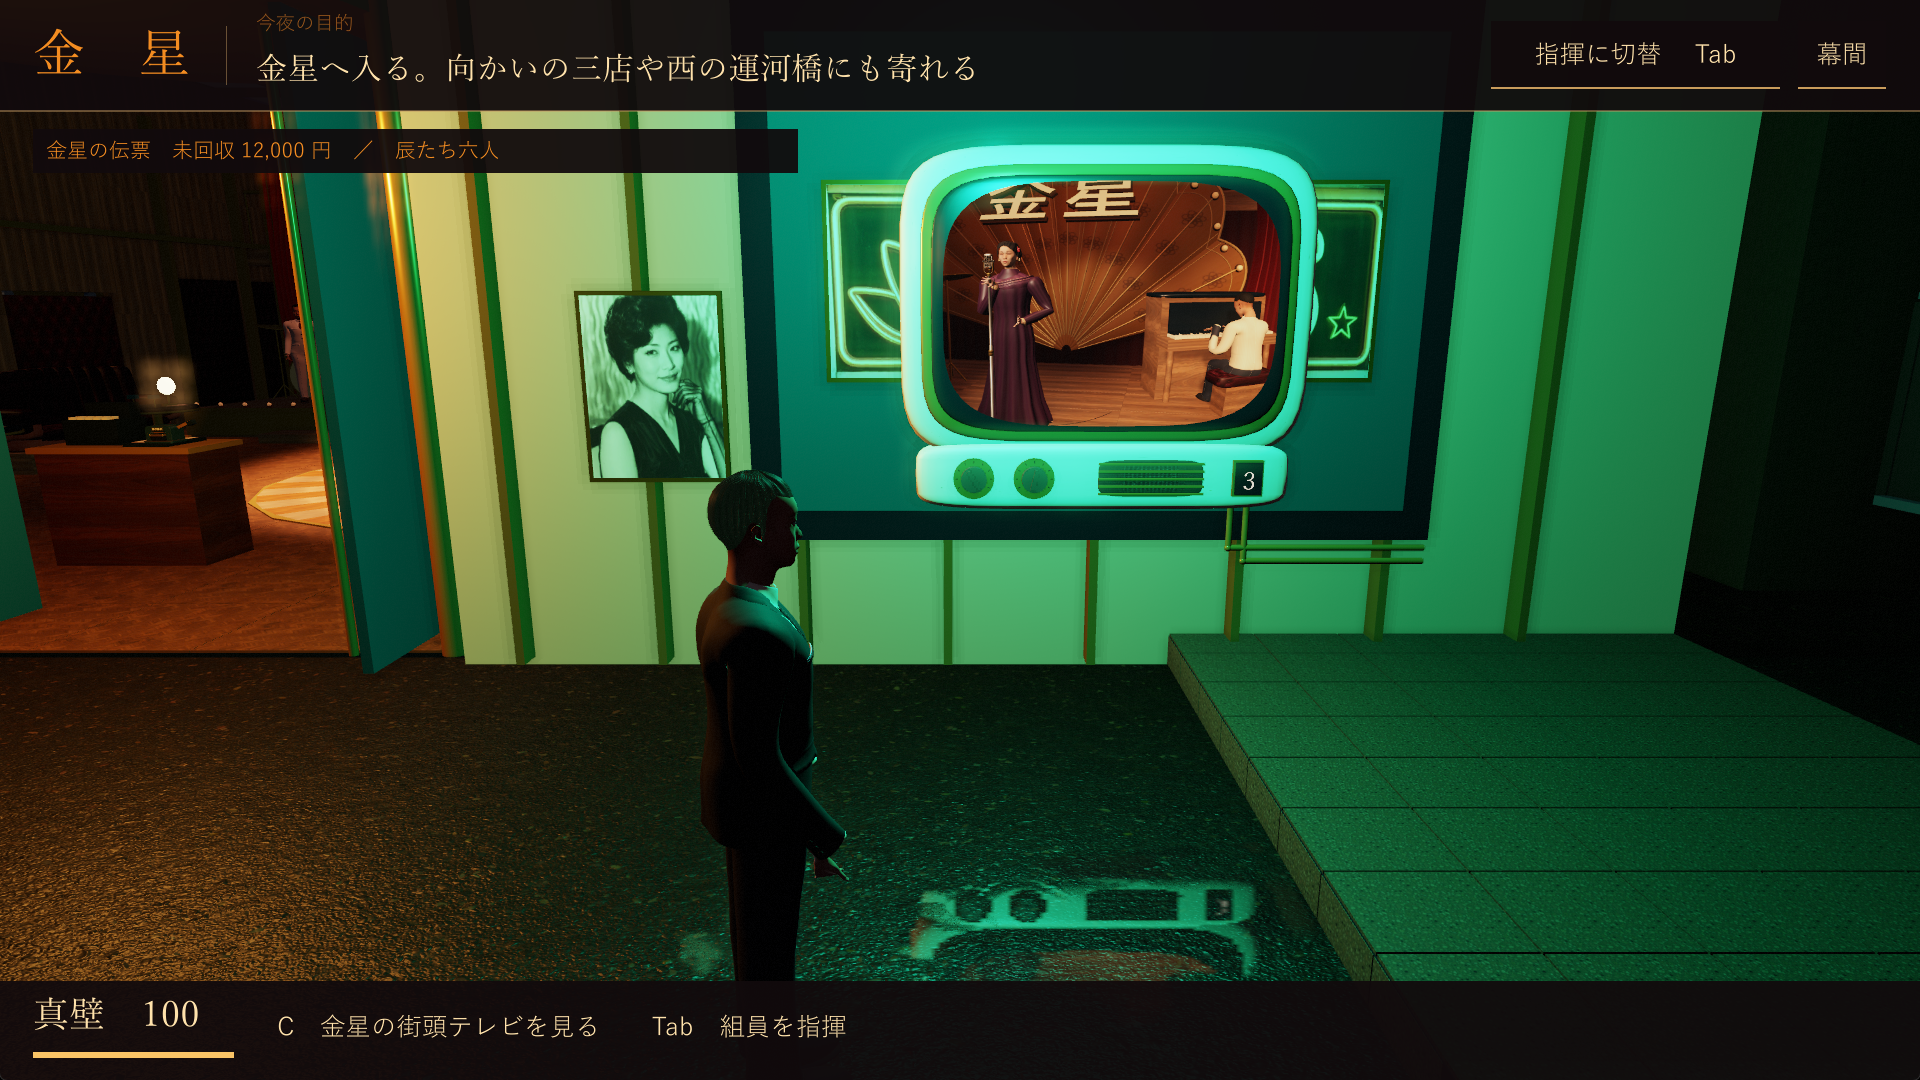 金星
今夜の目的
金星へ入る。向かいの三店や西の運河橋にも寄れる
指揮に切替 Tab
幕間
金星の伝票 未回収 12,000 円 ／ 辰たち六人
金星
3
真壁 100
C 金星の街頭テレビを見る Tab 組員を指揮